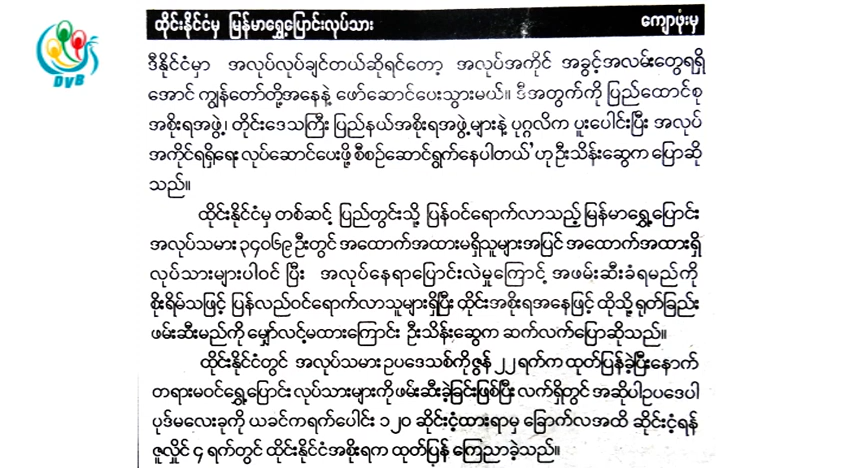 DVB
ထိုင်းနိုင်ငံမှ မြန်မာရွှေ့ပြောင်းလုပ်သား ကျောဖုံးမှ
ဒီနိုင်ငံမှာ အလုပ်လုပ်ချင်တယ်ဆိုရင်တော့ အလုပ်အကိုင် အခွင့်အလမ်းတွေရရှိ
အောင် ကျွန်တော်တို့အနေနဲ့ ဖော်ဆောင်ပေးသွားမယ်။ ဒီအတွက်ကို ပြည်ထောင်စု
အစိုးရအဖွဲ့၊ တိုင်းဒေသကြီး ပြည်နယ်အစိုးရအဖွဲ့များနဲ့ ပုဂ္ဂလိက ပူးပေါင်းပြီး အလုပ်
အကိုင်ရရှိရေး လုပ်ဆောင်ပေးဖို့ စီစဉ်ဆောင်ရွက်နေပါတယ်’ ဟု ဦးသိန်းဆွေက ပြောဆို
သည်။
ထိုင်းနိုင်ငံမှ တစ်ဆင့် ပြည်တွင်းသို့ ပြန်ဝင်ရောက်လာသည့် မြန်မာရွှေ့ပြောင်း
အလုပ်သမား ၃၄၀၆၉ ဦးတွင် အထောက်အထားမရှိသူများအပြင် အထောက်အထားရှိ
လုပ်သားများပါဝင် ပြီး အလုပ်နေရာပြောင်းလဲမှုကြောင့် အဖမ်းဆီးခံရမည်ကို
စိုးရိမ်သဖြင့် ပြန်လည်ဝင်ရောက်လာသူများရှိပြီး ထိုင်းအစိုးရအနေဖြင့် ထိုသို့ ရုတ်ခြည်း
ဖမ်းဆီးမည်ကို မျှော်လင့်မထားကြောင်း ဦးသိန်းဆွေက ဆက်လက်ပြောဆိုသည်။
ထိုင်းနိုင်ငံတွင် အလုပ်သမားဥပဒေသစ်ကို ဇွန် ၂၂ ရက်က ထုတ်ပြန်ခဲ့ပြီးနောက်
တရားမဝင်ရွှေ့ပြောင်း လုပ်သားများကို ဖမ်းဆီးခဲ့ခြင်းဖြစ်ပြီး လက်ရှိတွင် အဆိုပါဥပဒေပါ
ပုဒ်မလေးခုကို ယခင်ကရက်ပေါင်း ၁၂၀ ဆိုင်းငံ့ထားရာမှ ခြောက်လအထိ ဆိုင်းငံ့ရန်
ဇူလိုင် ၄ ရက်တွင် ထိုင်းနိုင်ငံအစိုးရက ထုတ်ပြန် ကြေညာခဲ့သည်။